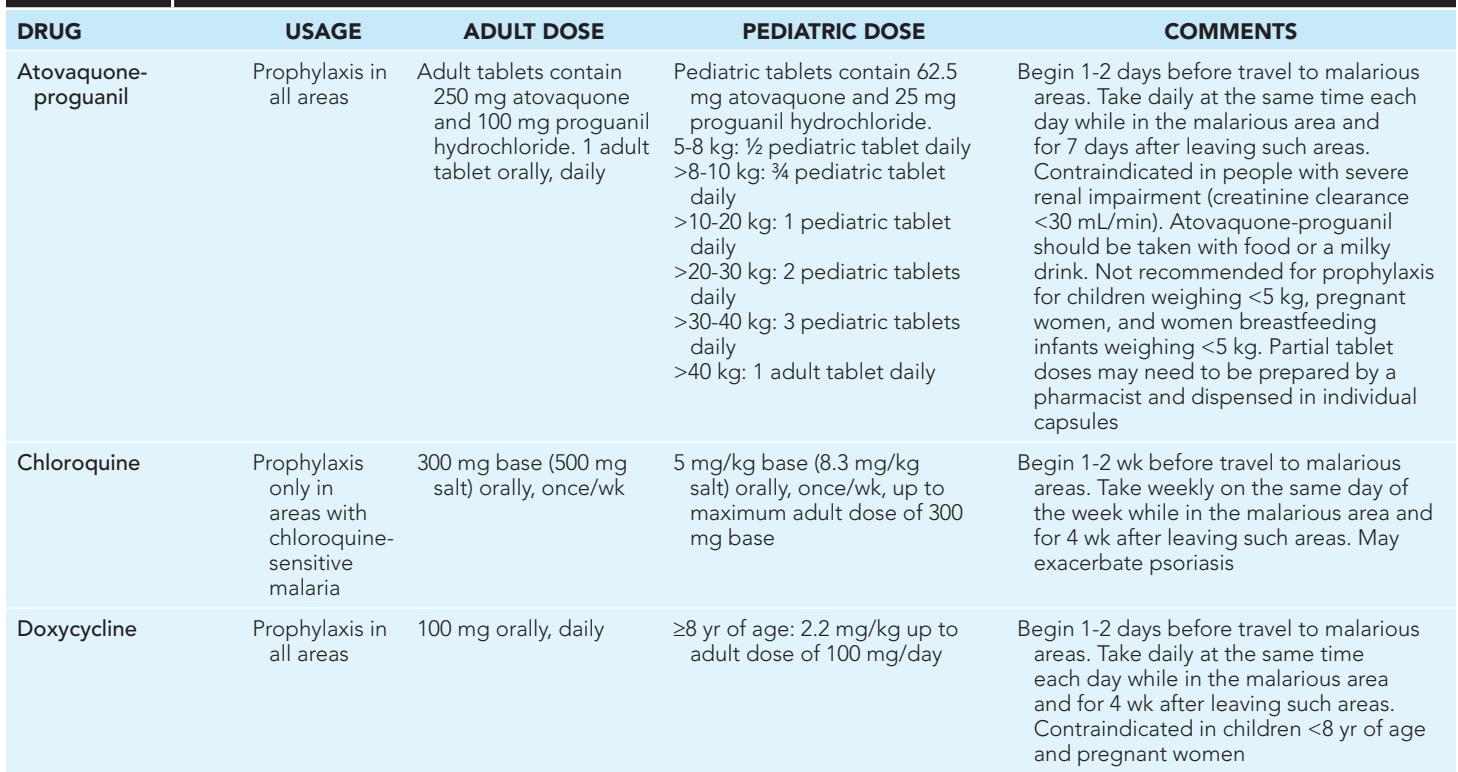 DRUG USAGE ADULT DOSE PEDIATRIC DOSE COMMENTS
Atovaquone-
proguanil
Prophylaxis in
all areas
Adult tablets contain
250 mg atovaquone
and 100 mg proguanil
hydrochloride. 1 adult
tablet orally, daily
Pediatric tablets contain 62.5
mg atovaquone and 25 mg
proguanil hydrochloride.
5-8 kg: ½ pediatric tablet daily
>8-10 kg: ¾ pediatric tablet
daily
>10-20 kg: 1 pediatric tablet
daily
>20-30 kg: 2 pediatric tablets
daily
>30-40 kg: 3 pediatric tablets
daily
>40 kg: 1 adult tablet daily
Begin 1-2 days before travel to malarious
areas. Take daily at the same time each
day while in the malarious area and
for 7 days after leaving such areas.
Contraindicated in people with severe
renal impairment (creatinine clearance
<30 mL/min). Atovaquone-proguanil
should be taken with food or a milky
drink. Not recommended for prophylaxis
for children weighing <5 kg, pregnant
women, and women breastfeeding
infants weighing <5 kg. Partial tablet
doses may need to be prepared by a
pharmacist and dispensed in individual
capsules
Chloroquine
Prophylaxis
only in
areas with
chloroquine-
sensitive
malaria
300 mg base (500 mg
salt) orally, once/wk
5 mg/kg base (8.3 mg/kg
salt) orally, once/wk, up to
maximum adult dose of 300
mg base
Begin 1-2 wk before travel to malarious
areas. Take weekly on the same day of
the week while in the malarious area and
for 4 wk after leaving such areas. May
exacerbate psoriasis
Doxycycline
Prophylaxis in
all areas
100 mg orally, daily
≥8 yr of age: 2.2 mg/kg up to
adult dose of 100 mg/day
Begin 1-2 days before travel to malarious
areas. Take daily at the same time
each day while in the malarious area
and for 4 wk after leaving such areas.
Contraindicated in children <8 yr of age
and pregnant women